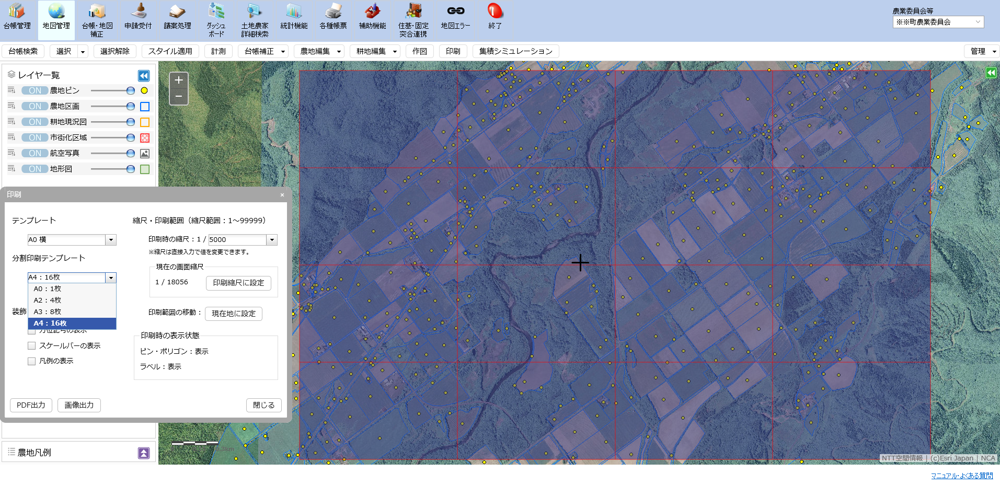 台帳管理
地図管理
台帳・地図
補正
申請受付
議案処理
ダッシュ
ボード
土地農家
詳細検索
統計機能
各種帳票
補助機能
住基・固定
突合連携
地図エラー
終了
農業委員会等
※※町農業委員会
台帳検索
選択
選択解除
スタイル適用
計測
台帳補正
農地編集
耕地編集
作図
印刷
集積シミュレーション
管理
レイヤ一覧
ON 農地ピン
ON 農地区画
ON 耕地現況図
ON 市街化区域
ON 航空写真
ON 地形図
+
−
印刷 ×
テンプレート
A0 横
分割印刷テンプレート
A4：16枚
A0：1枚
A2：4枚
A3：8枚
A4：16枚
装飾
方位記号の表示
スケールバーの表示
凡例の表示
縮尺・印刷範囲（縮尺範囲：1～99999）
印刷時の縮尺：1 / 5000
※縮尺は直接入力で値を変更できます。
現在の画面縮尺
1 / 18056
印刷縮尺に設定
印刷範囲の移動：
現在地に設定
印刷時の表示状態
ピン・ポリゴン：表示
ラベル：表示
PDF出力
画像出力
閉じる
0.3km
農地凡例
NTT空間情報 | (c)Esri Japan | NCA
マニュアル・よくある質問